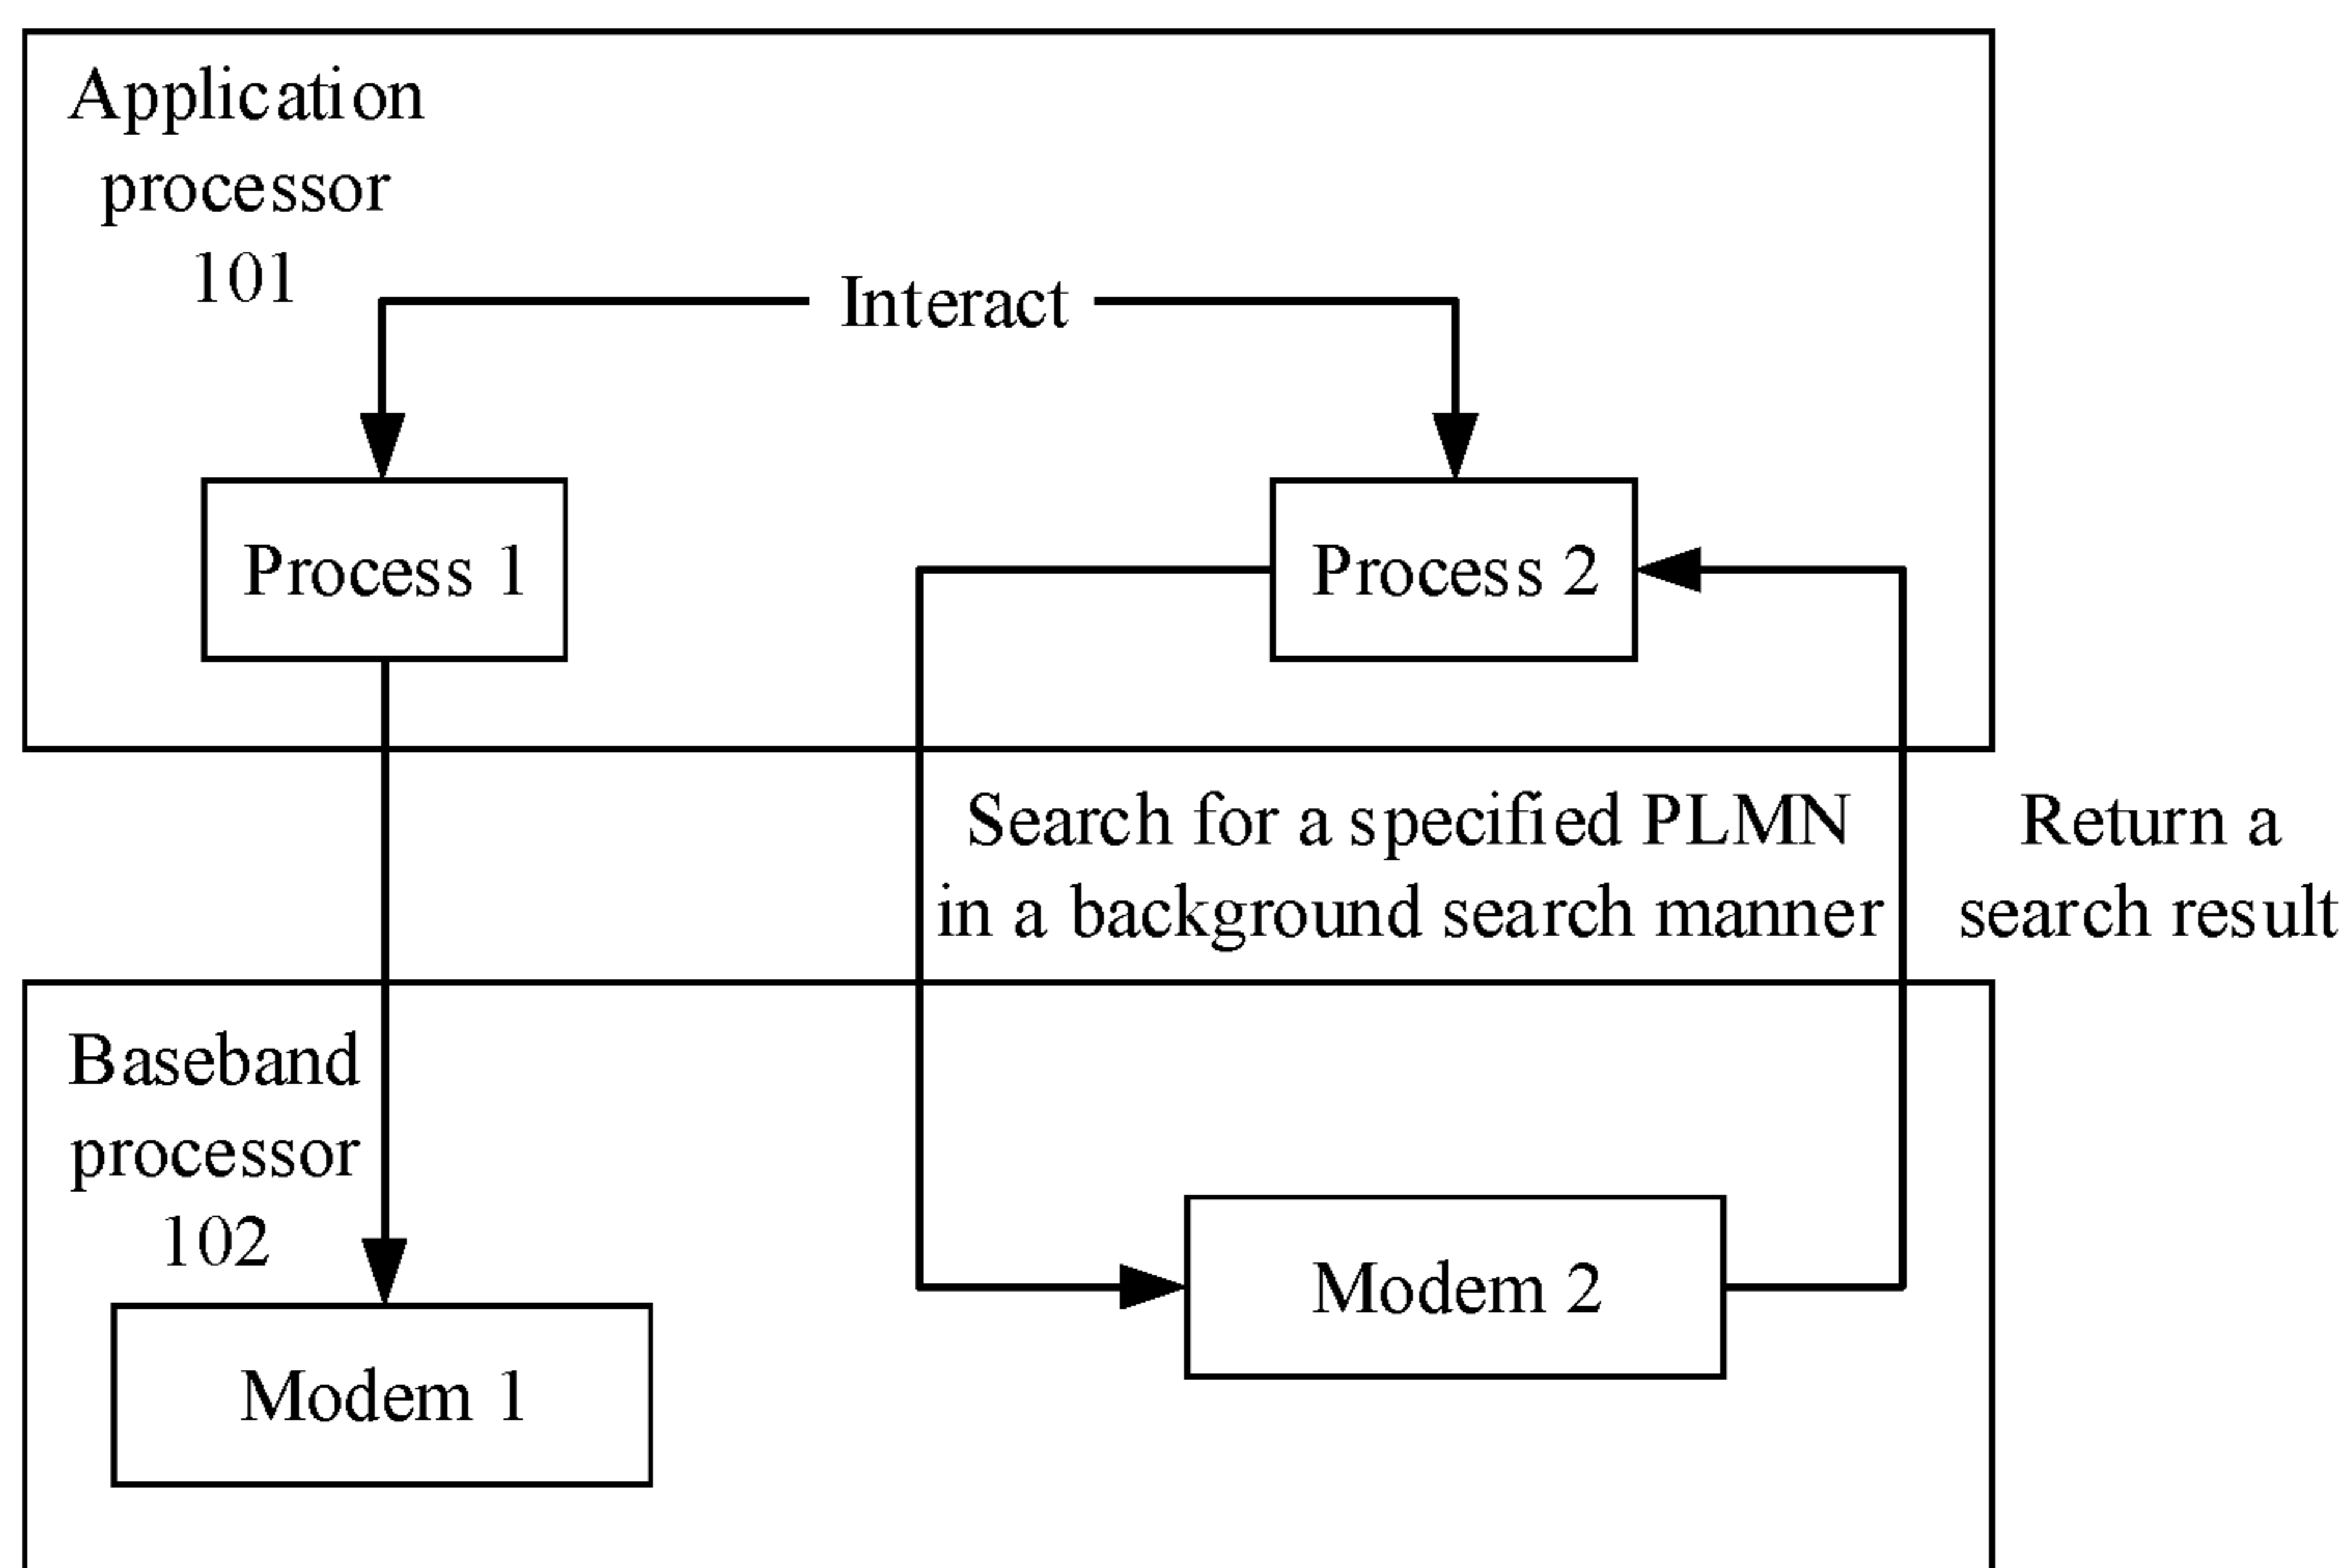 Application
processor
101
Interact
Process 1
Process 2
Search for a specified PLMN
in a background search manner
Return a
search result
Baseband
processor
102
Modem 2
Modem 1